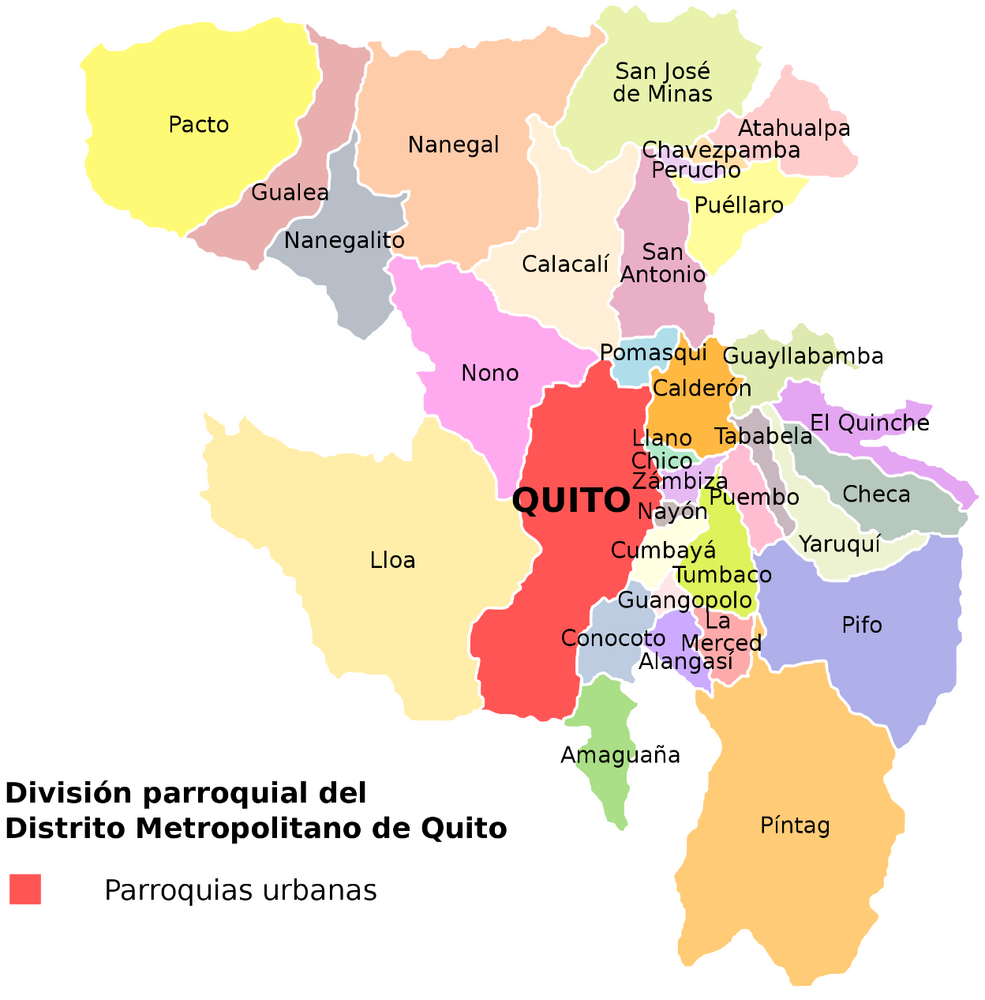 San José
de Minas
Pacto
Atahualpa
Nanegal
Chavezpamba
Perucho
Gualea
Puéllaro
Nanegalito
San
Antonio
Calacalí
Pomasqui
Guayllabamba
Nono
Calderón
El Quinche
Llano
Chico
Tababela
Zámbiza
Checa
Puembo
QUITO
Nayón
Yaruquí
Cumbayá
Lloa
Tumbaco
Guangopolo
La
Merced
Pifo
Conocoto
Alangasí
Amaguaña
División parroquial del
Distrito Metropolitano de Quito
Píntag
Parroquias urbanas